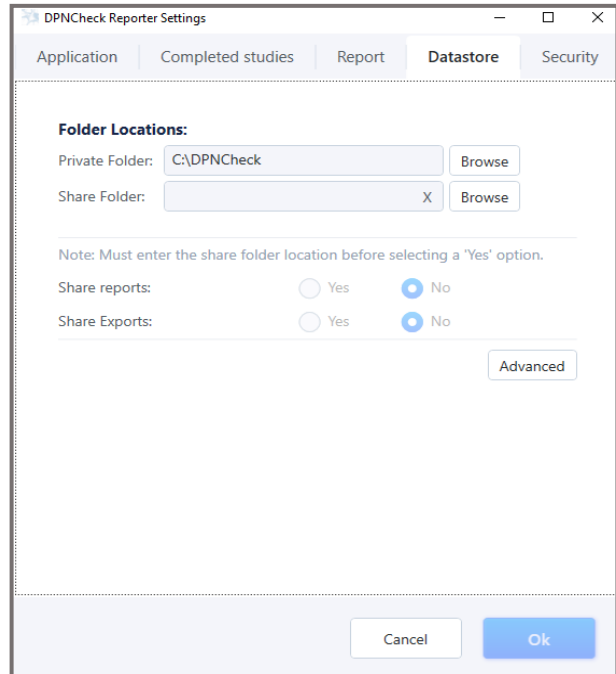 DPNCheck Reporter Settings
Application Completed studies Report Datastore Security
Folder Locations:
Private Folder: C:\DPNCheck Browse
Share Folder: X Browse
Note: Must enter the share folder location before selecting a 'Yes' option.
Share reports: Yes No
Share Exports: Yes No
Advanced
Cancel Ok